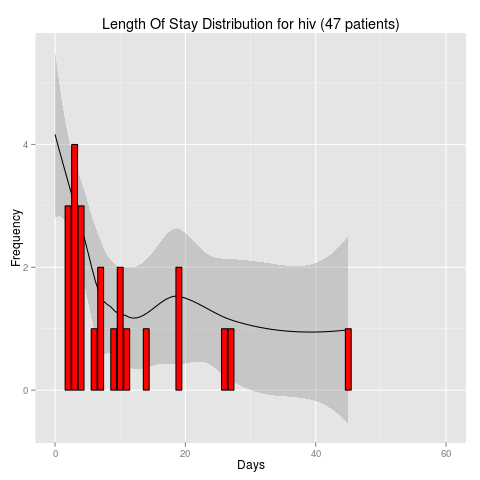 Length Of Stay Distribution for hiv (47 patients)
Frequency
4
2
0
0
20
40
60
Days